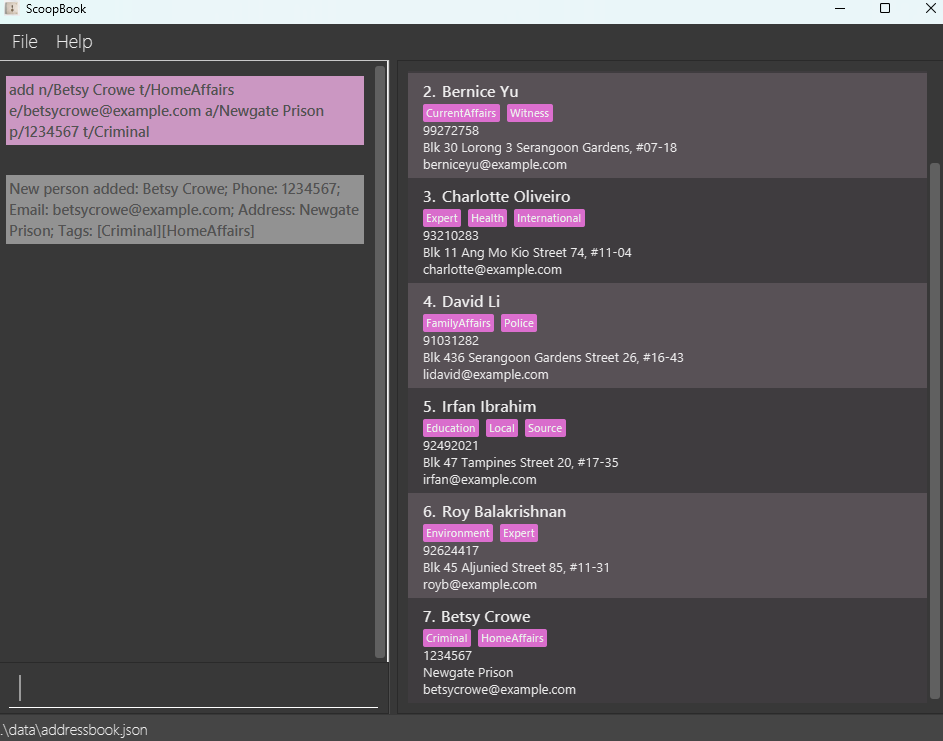 ScoopBook
File Help
add n/Betsy Crowe t/HomeAffairs
e/betsycrowe@example.com a/Newgate Prison
p/1234567 t/Criminal
New person added: Betsy Crowe; Phone: 1234567;
Email: betsycrowe@example.com; Address: Newgate
Prison; Tags: [Criminal][HomeAffairs]
2. Bernice Yu
CurrentAffairs Witness
99272758
Blk 30 Lorong 3 Serangoon Gardens, #07-18
berniceyu@example.com
3. Charlotte Oliveiro
Expert Health International
93210283
Blk 11 Ang Mo Kio Street 74, #11-04
charlotte@example.com
4. David Li
FamilyAffairs Police
91031282
Blk 436 Serangoon Gardens Street 26, #16-43
lidavid@example.com
5. Irfan Ibrahim
Education Local Source
92492021
Blk 47 Tampines Street 20, #17-35
irfan@example.com
6. Roy Balakrishnan
Environment Expert
92624417
Blk 45 Aljunied Street 85, #11-31
royb@example.com
7. Betsy Crowe
Criminal HomeAffairs
1234567
Newgate Prison
betsycrowe@example.com
.\data\addressbook.json